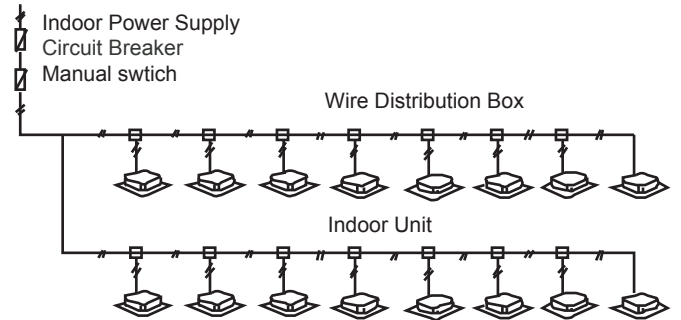 Indoor Power Supply
Circuit Breaker
Manual swtich
Wire Distribution Box
Indoor Unit